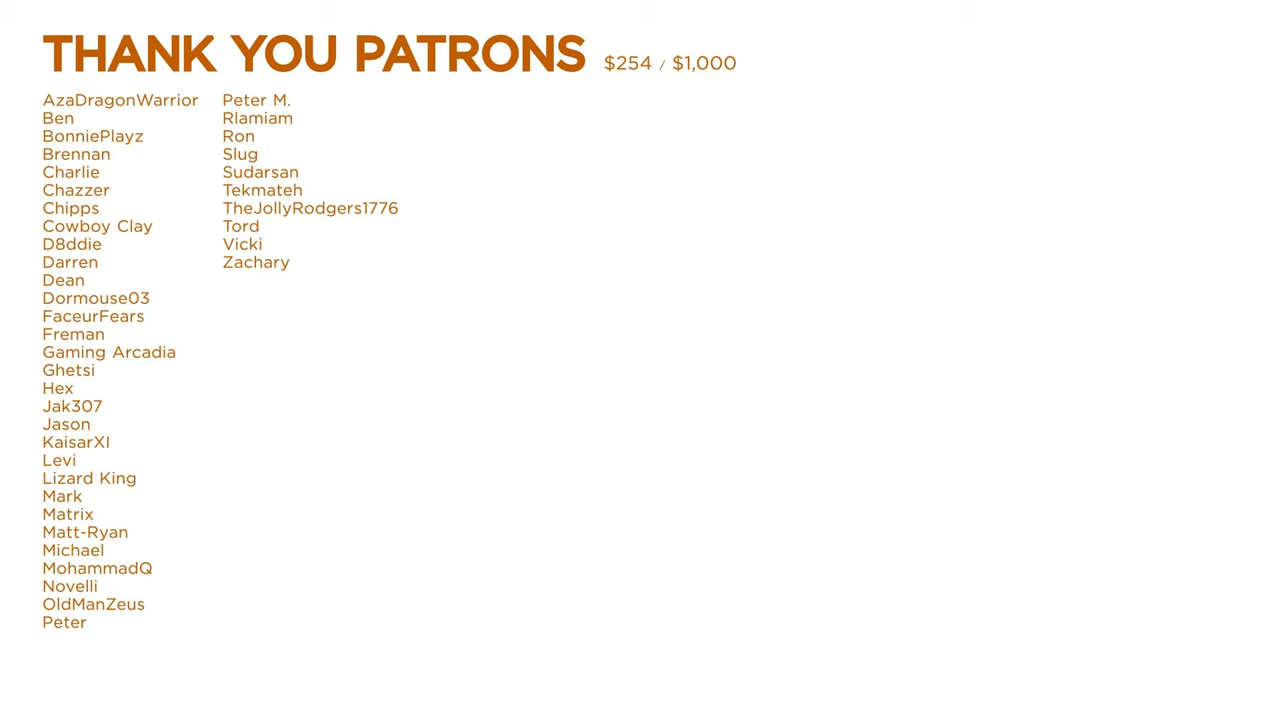 THANK YOU PATRONS $254 / $1,000
AzaDragonWarrior
Ben
BonniePlayz
Brennan
Charlie
Chazzer
Chipps
Cowboy Clay
D8ddie
Darren
Dean
Dormouse03
FaceurFears
Freman
Gaming Arcadia
Ghetsi
Hex
Jak307
Jason
KaisarXI
Levi
Lizard King
Mark
Matrix
Matt-Ryan
Michael
MohammadQ
Novelli
OldManZeus
Peter
Peter M.
Rlamiam
Ron
Slug
Sudarsan
Tekmateh
TheJollyRodgers1776
Tord
Vicki
Zachary